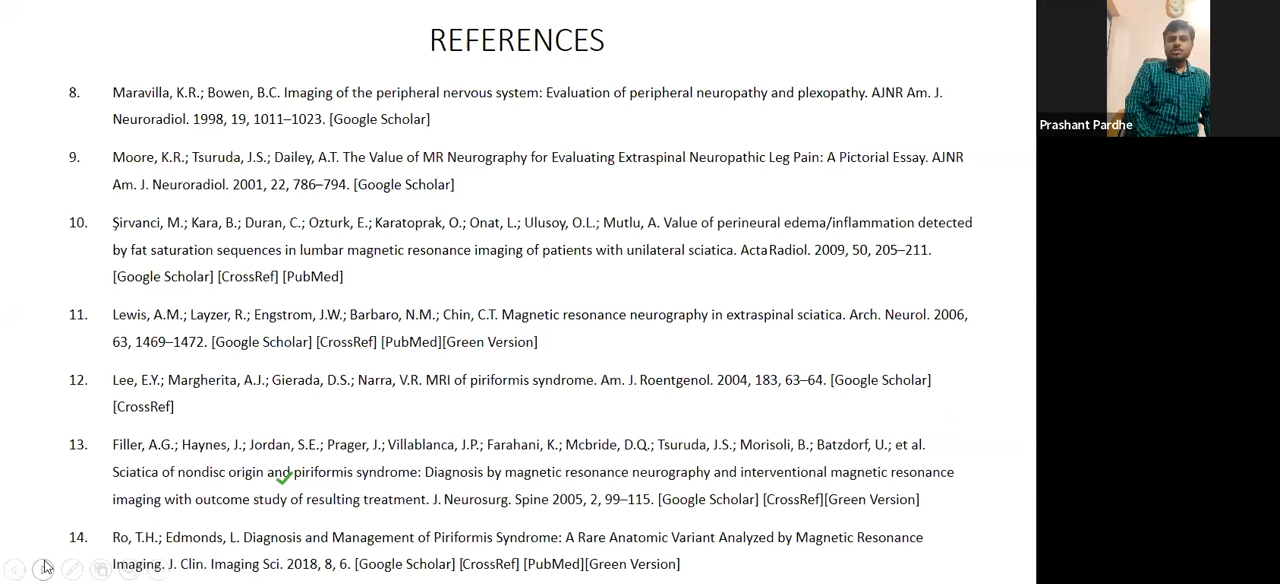 REFERENCES
8. Maravilla, K.R.; Bowen, B.C. Imaging of the peripheral nervous system: Evaluation of peripheral neuropathy and plexopathy. AJNR Am. J.
Neuroradiol. 1998, 19, 1011–1023. [Google Scholar]
9. Moore, K.R.; Tsuruda, J.S.; Dailey, A.T. The Value of MR Neurography for Evaluating Extraspinal Neuropathic Leg Pain: A Pictorial Essay. AJNR
Am. J. Neuroradiol. 2001, 22, 786–794. [Google Scholar]
10. Şirvanci, M.; Kara, B.; Duran, C.; Ozturk, E.; Karatoprak, O.; Onat, L.; Ulusoy, O.L.; Mutlu, A. Value of perineural edema/inflammation detected
by fat saturation sequences in lumbar magnetic resonance imaging of patients with unilateral sciatica. Acta Radiol. 2009, 50, 205–211.
[Google Scholar] [CrossRef] [PubMed]
11. Lewis, A.M.; Layzer, R.; Engstrom, J.W.; Barbaro, N.M.; Chin, C.T. Magnetic resonance neurography in extraspinal sciatica. Arch. Neurol. 2006,
63, 1469–1472. [Google Scholar] [CrossRef] [PubMed][Green Version]
12. Lee, E.Y.; Margherita, A.J.; Gierada, D.S.; Narra, V.R. MRI of piriformis syndrome. Am. J. Roentgenol. 2004, 183, 63–64. [Google Scholar]
[CrossRef]
13. Filler, A.G.; Haynes, J.; Jordan, S.E.; Prager, J.; Villablanca, J.P.; Farahani, K.; Mcbride, D.Q.; Tsuruda, J.S.; Morisoli, B.; Batzdorf, U.; et al.
Sciatica of nondisc origin and piriformis syndrome: Diagnosis by magnetic resonance neurography and interventional magnetic resonance
imaging with outcome study of resulting treatment. J. Neurosurg. Spine 2005, 2, 99–115. [Google Scholar] [CrossRef][Green Version]
14. Ro, T.H.; Edmonds, L. Diagnosis and Management of Piriformis Syndrome: A Rare Anatomic Variant Analyzed by Magnetic Resonance
Imaging. J. Clin. Imaging Sci. 2018, 8, 6. [Google Scholar] [CrossRef] [PubMed][Green Version]
Prashant Pardhe